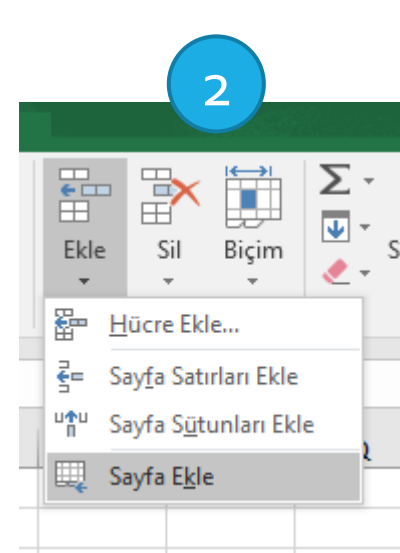 2
Ekle Sil Biçim
Hücre Ekle...
Sayfa Satırları Ekle
Sayfa Sütunları Ekle
Sayfa Ekle